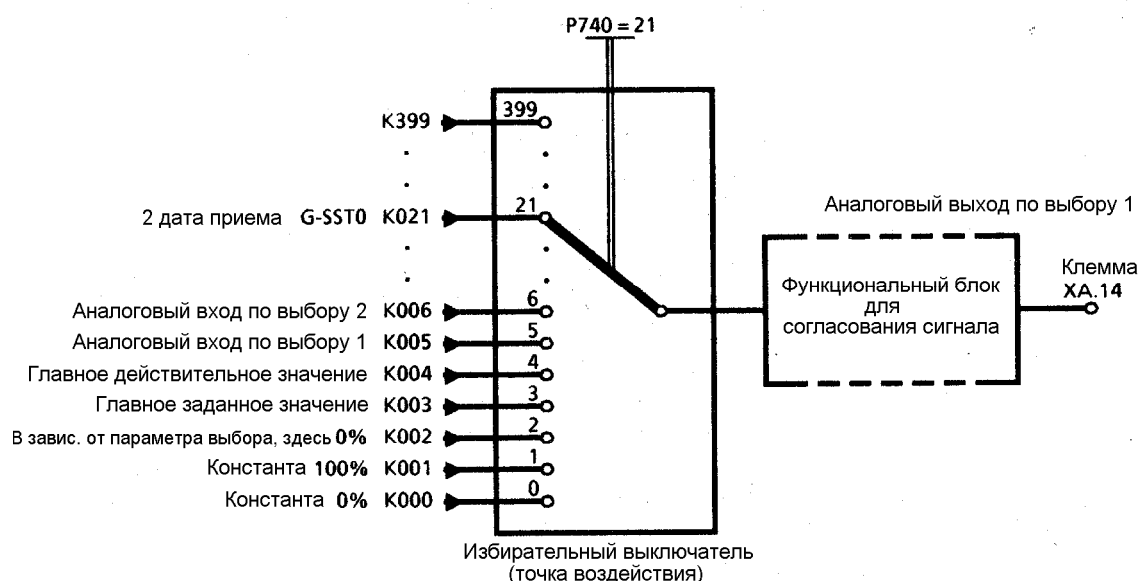 P740 = 21
K399 399
2 дата приема G-SST0 K021 21
Аналоговый выход по выбору 1
Функциональный блок
для
согласования сигнала
Клемма
XA.14
Аналоговый вход по выбору 2 K006 6
Аналоговый вход по выбору 1 K005 5
Главное действительное значение K004 4
Главное заданное значение K003 3
В завис. от параметра выбора, здесь 0% K002 2
Константа 100% K001 1
Константа 0% K000 0
Избирательный выключатель
(точка воздействия)